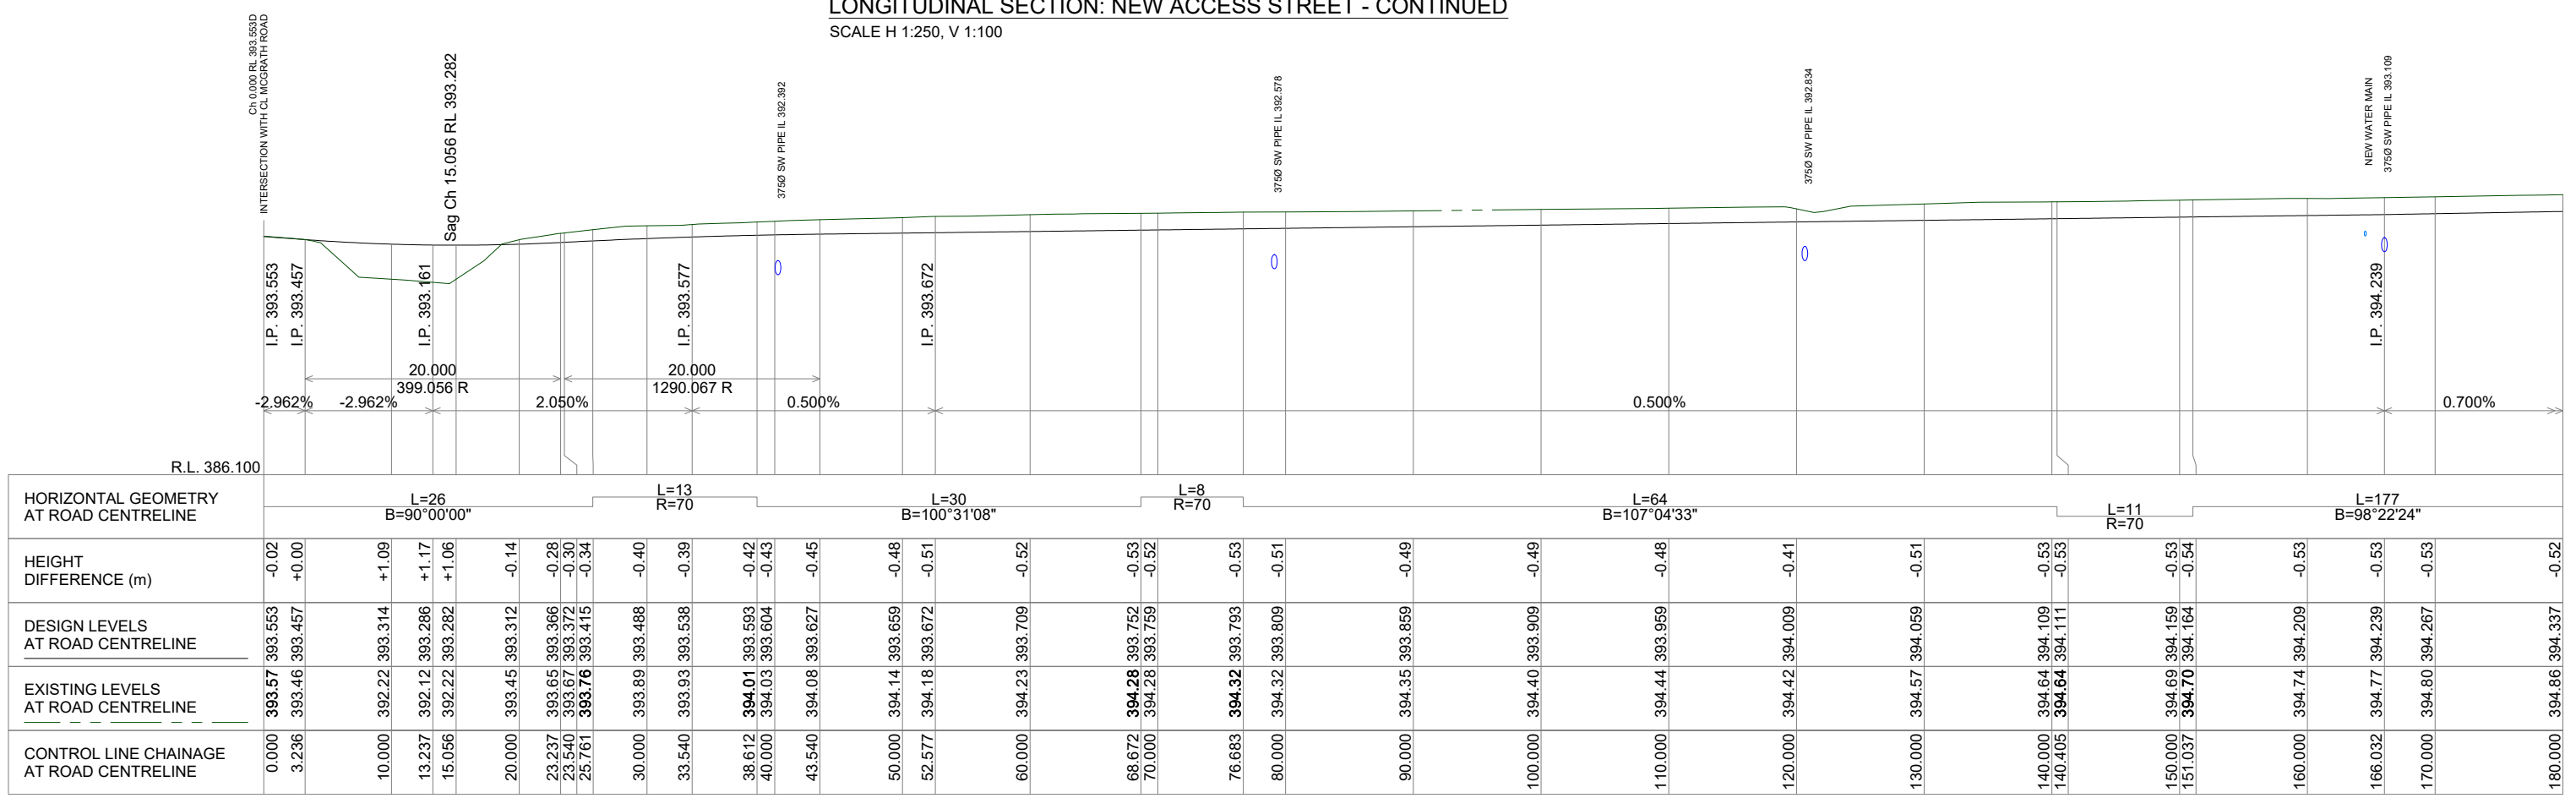 LONGITUDINAL SECTION: NEW ACCESS STREET - CONTINUED
SCALE H 1:250, V 1:100
Ch 0.000 RL 393.553D
INTERSECTION WITH CL MCGRATH ROAD
Sag Ch 15.056 RL 393.282
375Ø SW PIPE IL 392.392
375Ø SW PIPE IL 392.578
375Ø SW PIPE IL 392.834
NEW WATER MAIN
375Ø SW PIPE IL 393.109
I.P. 393.553
I.P. 393.457
I.P. 393.161
I.P. 393.577
I.P. 393.672
I.P. 394.239
20.000 20.000
399.056 R 1290.067 R
-2.962% -2.962% 2.050% 0.500% 0.500% 0.700%
R.L. 386.100
HORIZONTAL GEOMETRY
AT ROAD CENTRELINE
L=26
B=90°00'00"
L=13
R=70
L=30
B=100°31'08"
L=8
R=70
L=64
B=107°04'33"
L=11
R=70
L=177
B=98°22'24"
HEIGHT
DIFFERENCE (m)
-0.02 +0.00 +1.09 +1.17 +1.06 -0.14 -0.28 -0.30 -0.34 -0.40 -0.39 -0.42 -0.43 -0.45 -0.48 -0.51 -0.52 -0.53 -0.52 -0.53 -0.51 -0.49 -0.49 -0.48 -0.41 -0.51 -0.53 -0.53 -0.53 -0.54 -0.53 -0.53 -0.53 -0.52
DESIGN LEVELS
AT ROAD CENTRELINE
393.553 393.457 393.314 393.286 393.282 393.312 393.366 393.372 393.415 393.488 393.538 393.593 393.604 393.627 393.659 393.672 393.709 393.752 393.759 393.793 393.809 393.859 393.909 393.959 394.009 394.059 394.109 394.111 394.159 394.164 394.209 394.239 394.267 394.337
EXISTING LEVELS
AT ROAD CENTRELINE
393.57 393.46 392.22 392.12 392.22 393.45 393.65 393.67 393.76 393.89 393.93 394.01 394.03 394.08 394.14 394.18 394.23 394.28 394.28 394.32 394.32 394.35 394.40 394.44 394.42 394.57 394.64 394.64 394.69 394.70 394.74 394.77 394.80 394.86
CONTROL LINE CHAINAGE
AT ROAD CENTRELINE
0.000 3.236 10.000 13.237 15.056 20.000 23.237 23.540 25.761 30.000 33.540 38.612 40.000 43.540 50.000 52.577 60.000 68.672 70.000 76.683 80.000 90.000 100.000 110.000 120.000 130.000 140.000 140.405 150.000 151.037 160.000 166.032 170.000 180.000